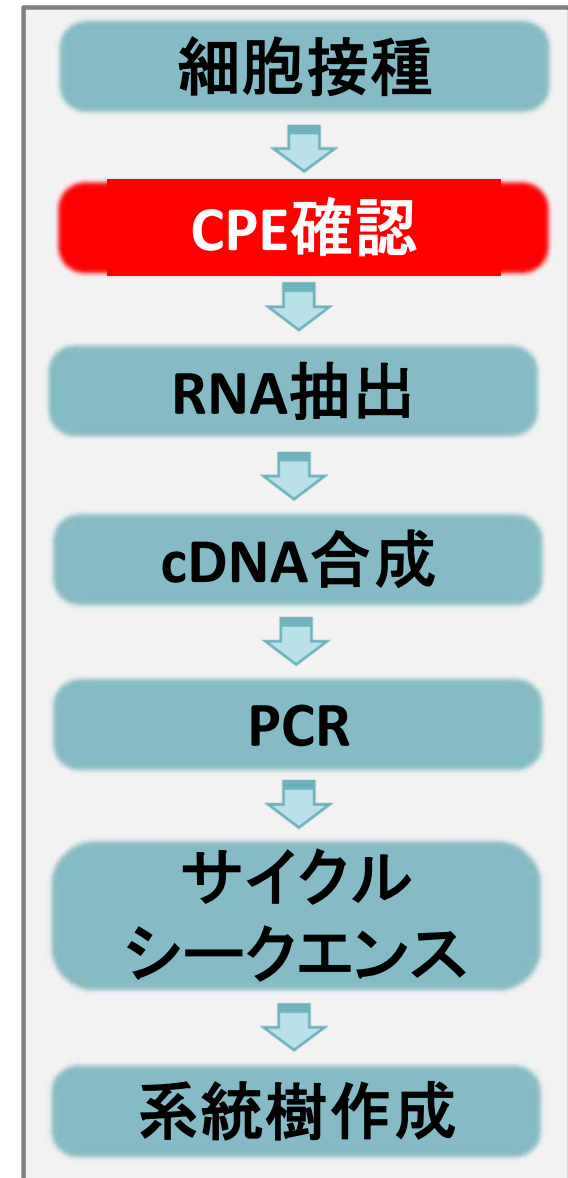 細胞接種
CPE確認
RNA抽出
cDNA合成
PCR
サイクル
シークエンス
系統樹作成